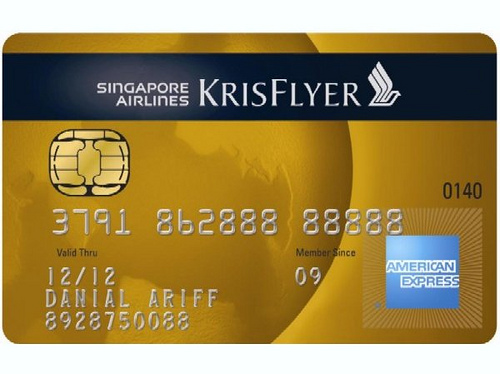 SINGAPORE AIRLINES KRISFLYER
0140
3791 862888 88888
Valid Thru Member Since
12/12 09
AMERICAN EXPRESS
DANIAL ARIFF
8928750088